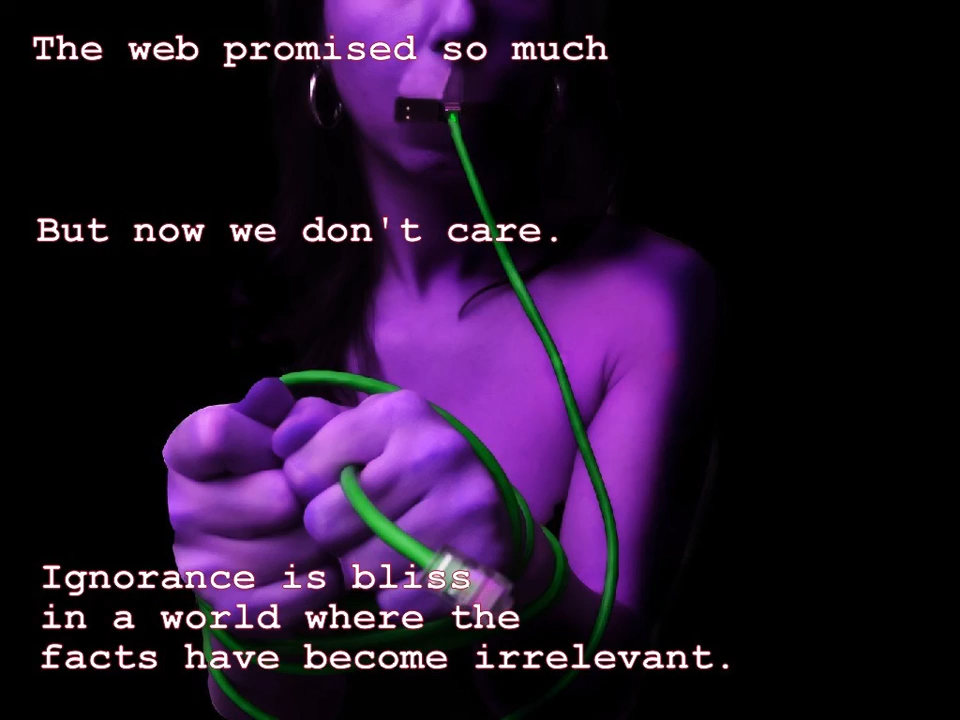 The web promised so much
But now we don't care.
Ignorance is bliss
in a world where the
facts have become irrelevant.